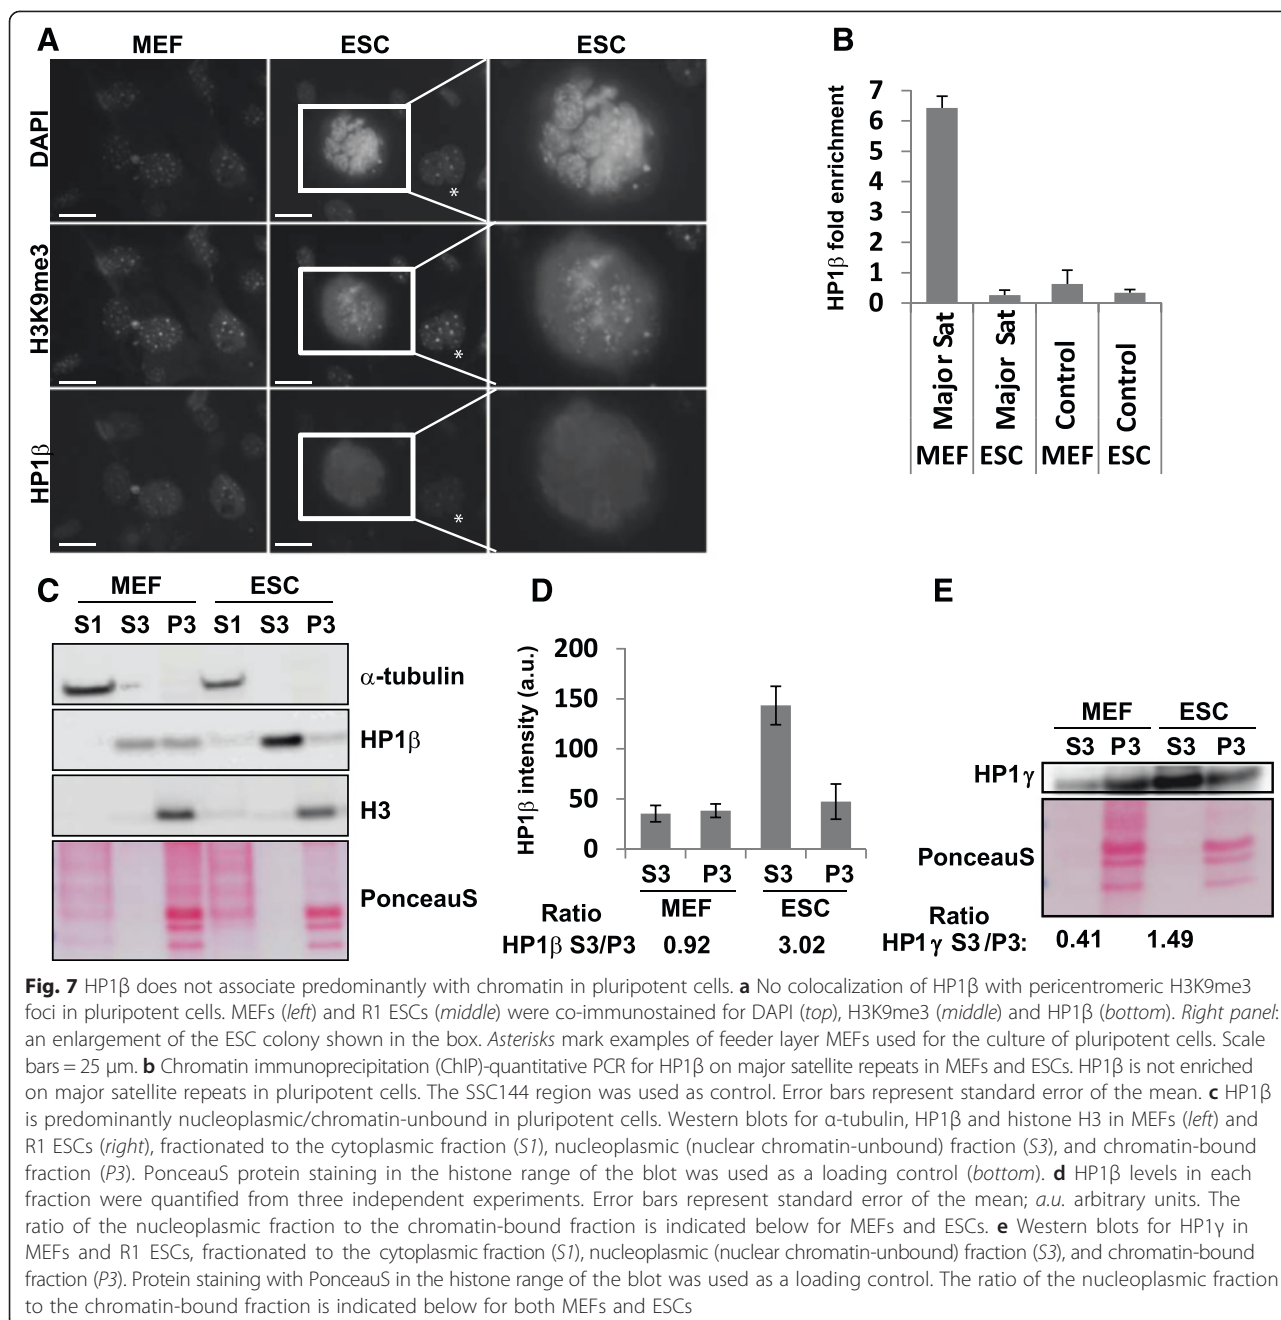 A
MEF
ESC
ESC
DAPI
H3K9me3
HP1β
*
*
*
B
HP1β fold enrichment
7
6
5
4
3
2
1
0
Major Sat
Major Sat
Control
Control
MEF
ESC
MEF
ESC
C
MEF
ESC
S1
S3
P3
S1
S3
P3
α-tubulin
HP1β
H3
PonceauS
D
HP1β intensity (a.u.)
200
150
100
50
0
S3
P3
S3
P3
MEF
ESC
Ratio
HP1β S3/P3
0.92
3.02
E
MEF
ESC
S3
P3
S3
P3
HP1γ
PonceauS
Ratio
HP1γ S3/P3:
0.41
1.49
Fig. 7 HP1β does not associate predominantly with chromatin in pluripotent cells. a No colocalization of HP1β with pericentromeric H3K9me3
foci in pluripotent cells. MEFs (left) and R1 ESCs (middle) were co-immunostained for DAPI (top), H3K9me3 (middle) and HP1β (bottom). Right panel:
an enlargement of the ESC colony shown in the box. Asterisks mark examples of feeder layer MEFs used for the culture of pluripotent cells. Scale
bars = 25 μm. b Chromatin immunoprecipitation (ChIP)-quantitative PCR for HP1β on major satellite repeats in MEFs and ESCs. HP1β is not enriched
on major satellite repeats in pluripotent cells. The SSC144 region was used as control. Error bars represent standard error of the mean. c HP1β
is predominantly nucleoplasmic/chromatin-unbound in pluripotent cells. Western blots for α-tubulin, HP1β and histone H3 in MEFs (left) and
R1 ESCs (right), fractionated to the cytoplasmic fraction (S1), nucleoplasmic (nuclear chromatin-unbound) fraction (S3), and chromatin-bound
fraction (P3). PonceauS protein staining in the histone range of the blot was used as a loading control (bottom). d HP1β levels in each
fraction were quantified from three independent experiments. Error bars represent standard error of the mean; a.u. arbitrary units. The
ratio of the nucleoplasmic fraction to the chromatin-bound fraction is indicated below for MEFs and ESCs. e Western blots for HP1γ in
MEFs and R1 ESCs, fractionated to the cytoplasmic fraction (S1), nucleoplasmic (nuclear chromatin-unbound) fraction (S3), and chromatin-bound
fraction (P3). Protein staining with PonceauS in the histone range of the blot was used as a loading control. The ratio of the nucleoplasmic fraction
to the chromatin-bound fraction is indicated below for both MEFs and ESCs